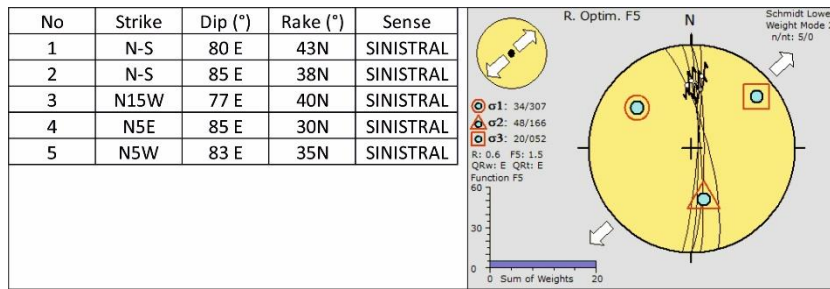 No Strike Dip (°) Rake (°) Sense
1 N-S 80 E 43N SINISTRAL
2 N-S 85 E 38N SINISTRAL
3 N15W 77 E 40N SINISTRAL
4 N5E 85 E 30N SINISTRAL
5 N5W 83 E 35N SINISTRAL
R. Optim. F5
N
Schmidt Lowe
Weight Mode
n/nt: 5/0
σ1: 34/307
σ2: 48/166
σ3: 20/052
R: 0.6 F5: 1.5
QRw: E QRt: E
Function F5
60
30
0
0 Sum of Weights 20